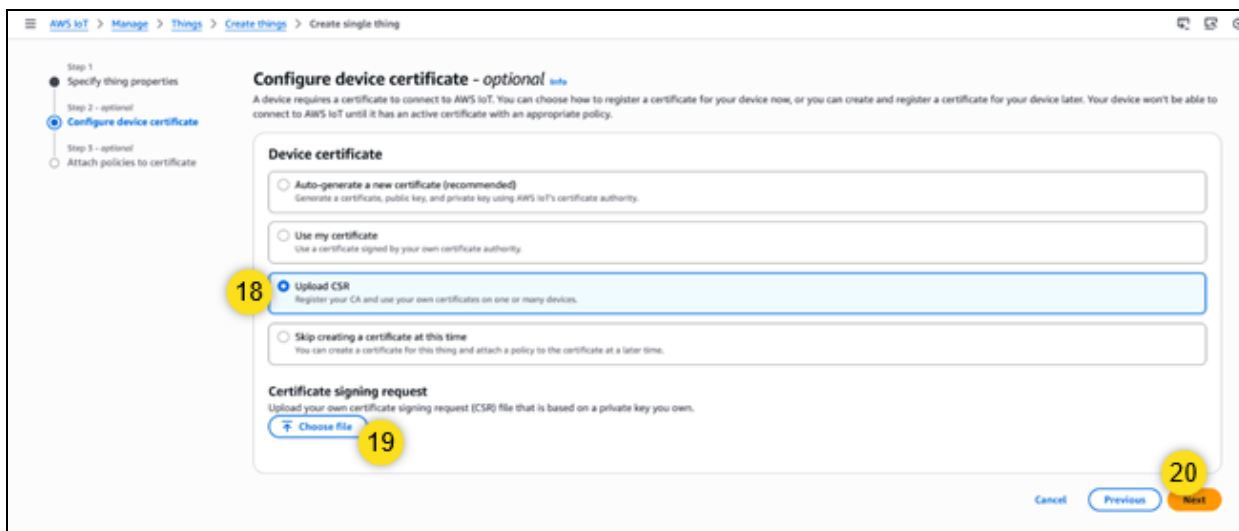 AWS IoT > Manage > Things > Create things > Create single thing
Step 1
Specify thing properties
Step 2 - optional
Configure device certificate
Step 3 - optional
Attach policies to certificate
Configure device certificate - optional Info
A device requires a certificate to connect to AWS IoT. You can choose how to register a certificate for your device now, or you can create and register a certificate for your device later. Your device won't be able to
connect to AWS IoT until it has an active certificate with an appropriate policy.
Device certificate
Auto-generate a new certificate (recommended)
Generate a certificate, public key, and private key using AWS IoT's certificate authority.
Use my certificate
Use a certificate signed by your own certificate authority.
18
Upload CSR
Register your CA and use your own certificates on one or many devices.
Skip creating a certificate at this time
You can create a certificate for this thing and attach a policy to the certificate at a later time.
Certificate signing request
Upload your own certificate signing request (CSR) file that is based on a private key you own.
Choose file
19
20
Cancel
Previous
Next